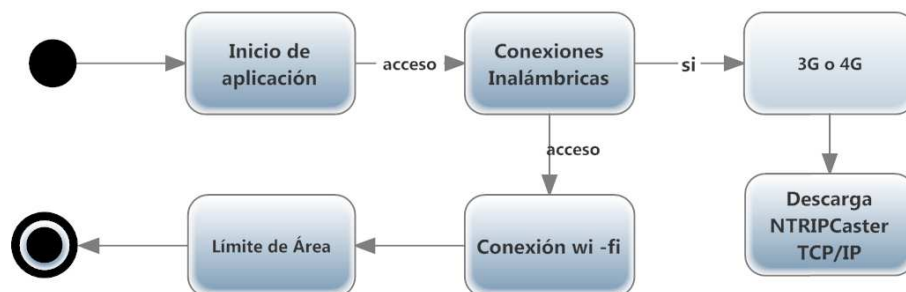 Inicio de
aplicación
acceso
Conexiones
Inalámbricas
si
3G o 4G
acceso
Límite de Área
Conexión wi -fi
Descarga
NTRIPCaster
TCP/IP